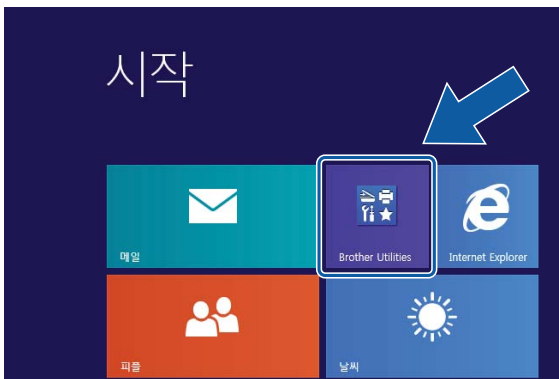 시작
메일
Brother Utilities
Internet Explorer
피플
날씨